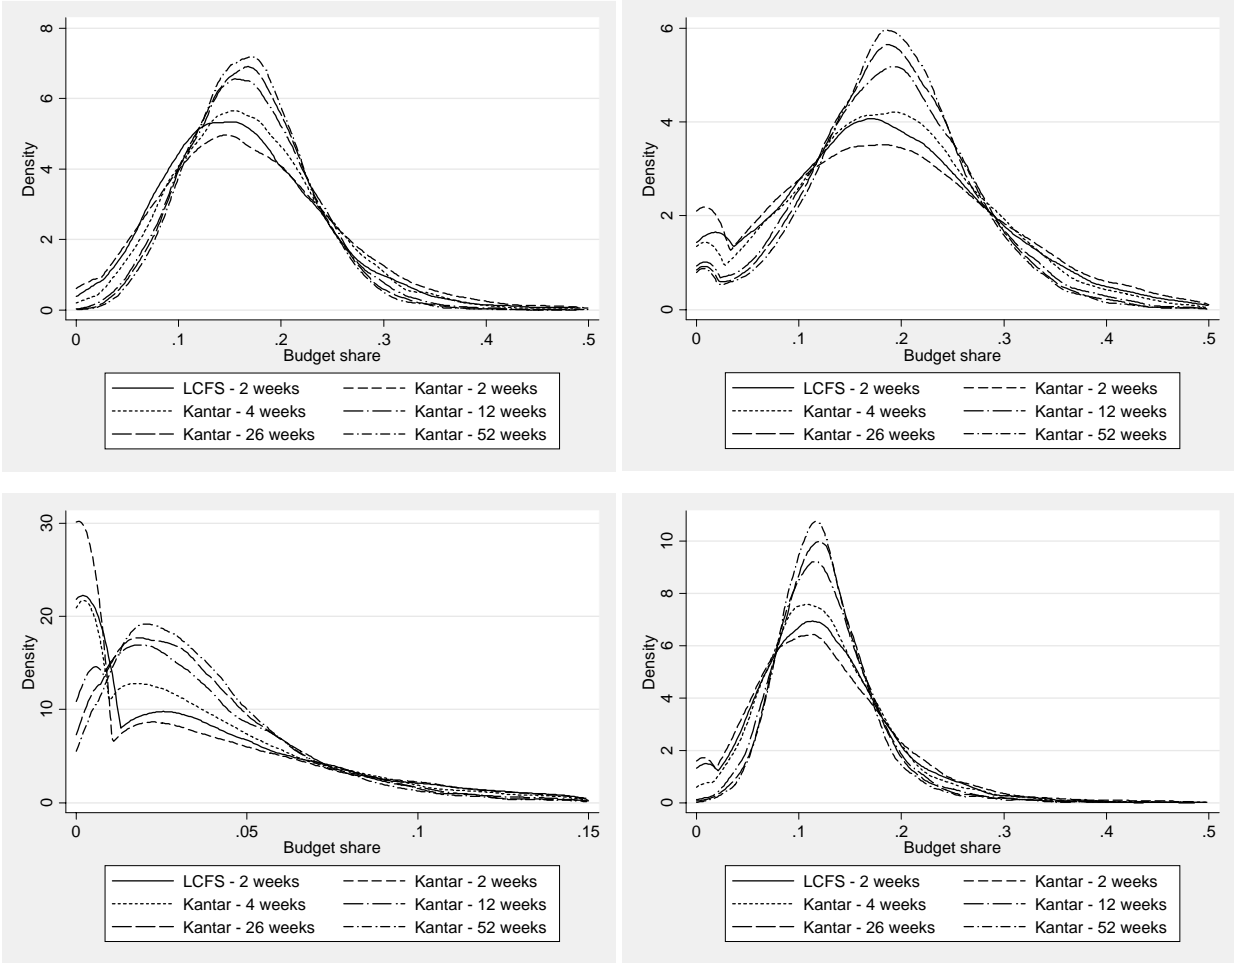 8
6
4
2
0
Density
0 .1 .2 .3 .4 .5
Budget share
LCFS - 2 weeks Kantar - 2 weeks
Kantar - 4 weeks Kantar - 12 weeks
Kantar - 26 weeks Kantar - 52 weeks
6
4
2
0
Density
0 .1 .2 .3 .4 .5
Budget share
LCFS - 2 weeks Kantar - 2 weeks
Kantar - 4 weeks Kantar - 12 weeks
Kantar - 26 weeks Kantar - 52 weeks
30
20
10
0
Density
0 .05 .1 .15
Budget share
LCFS - 2 weeks Kantar - 2 weeks
Kantar - 4 weeks Kantar - 12 weeks
Kantar - 26 weeks Kantar - 52 weeks
10
8
6
4
2
0
Density
0 .1 .2 .3 .4 .5
Budget share
LCFS - 2 weeks Kantar - 2 weeks
Kantar - 4 weeks Kantar - 12 weeks
Kantar - 26 weeks Kantar - 52 weeks